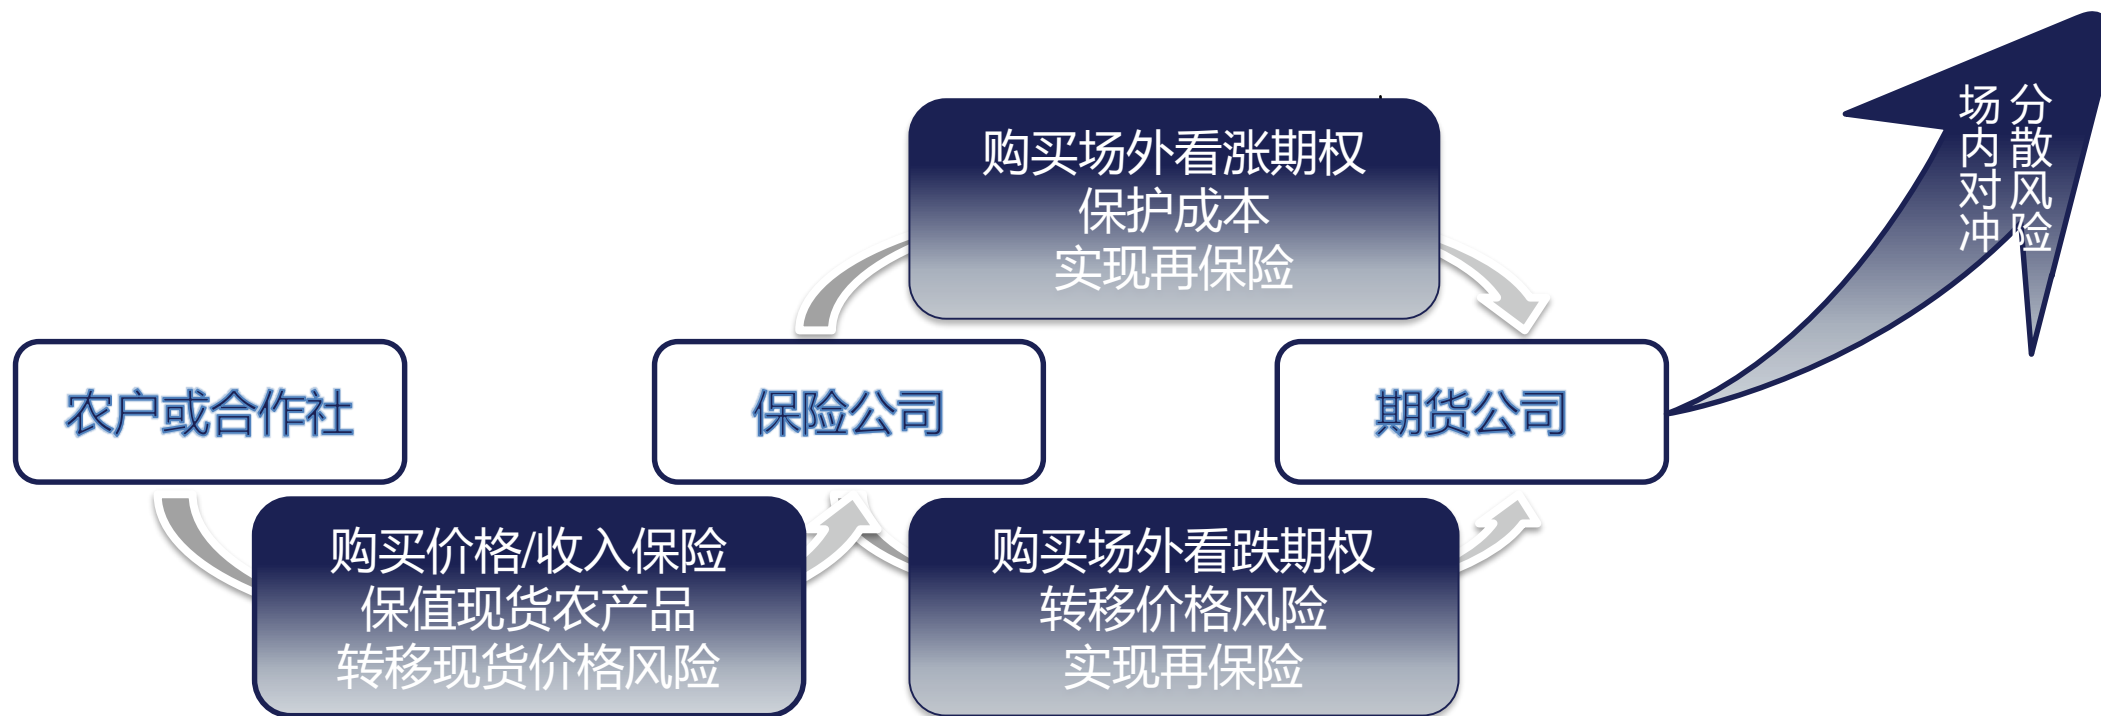 购买场外看涨期权
保护成本
实现再保险
分散风险
场内对冲
农户或合作社
保险公司
期货公司
购买价格/收入保险
保值现货农产品
转移现货价格风险
购买场外看跌期权
转移价格风险
实现再保险